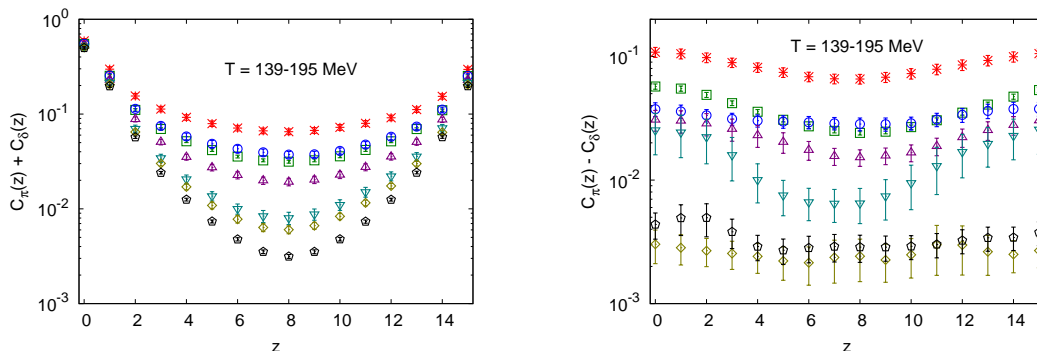 10^0
10^-1
10^-2
10^-3
C_π(z) + C_δ(z)
T = 139-195 MeV
0 2 4 6 8 10 12 14
z
10^-1
10^-2
10^-3
C_π(z) - C_δ(z)
T = 139-195 MeV
0 2 4 6 8 10 12 14
z